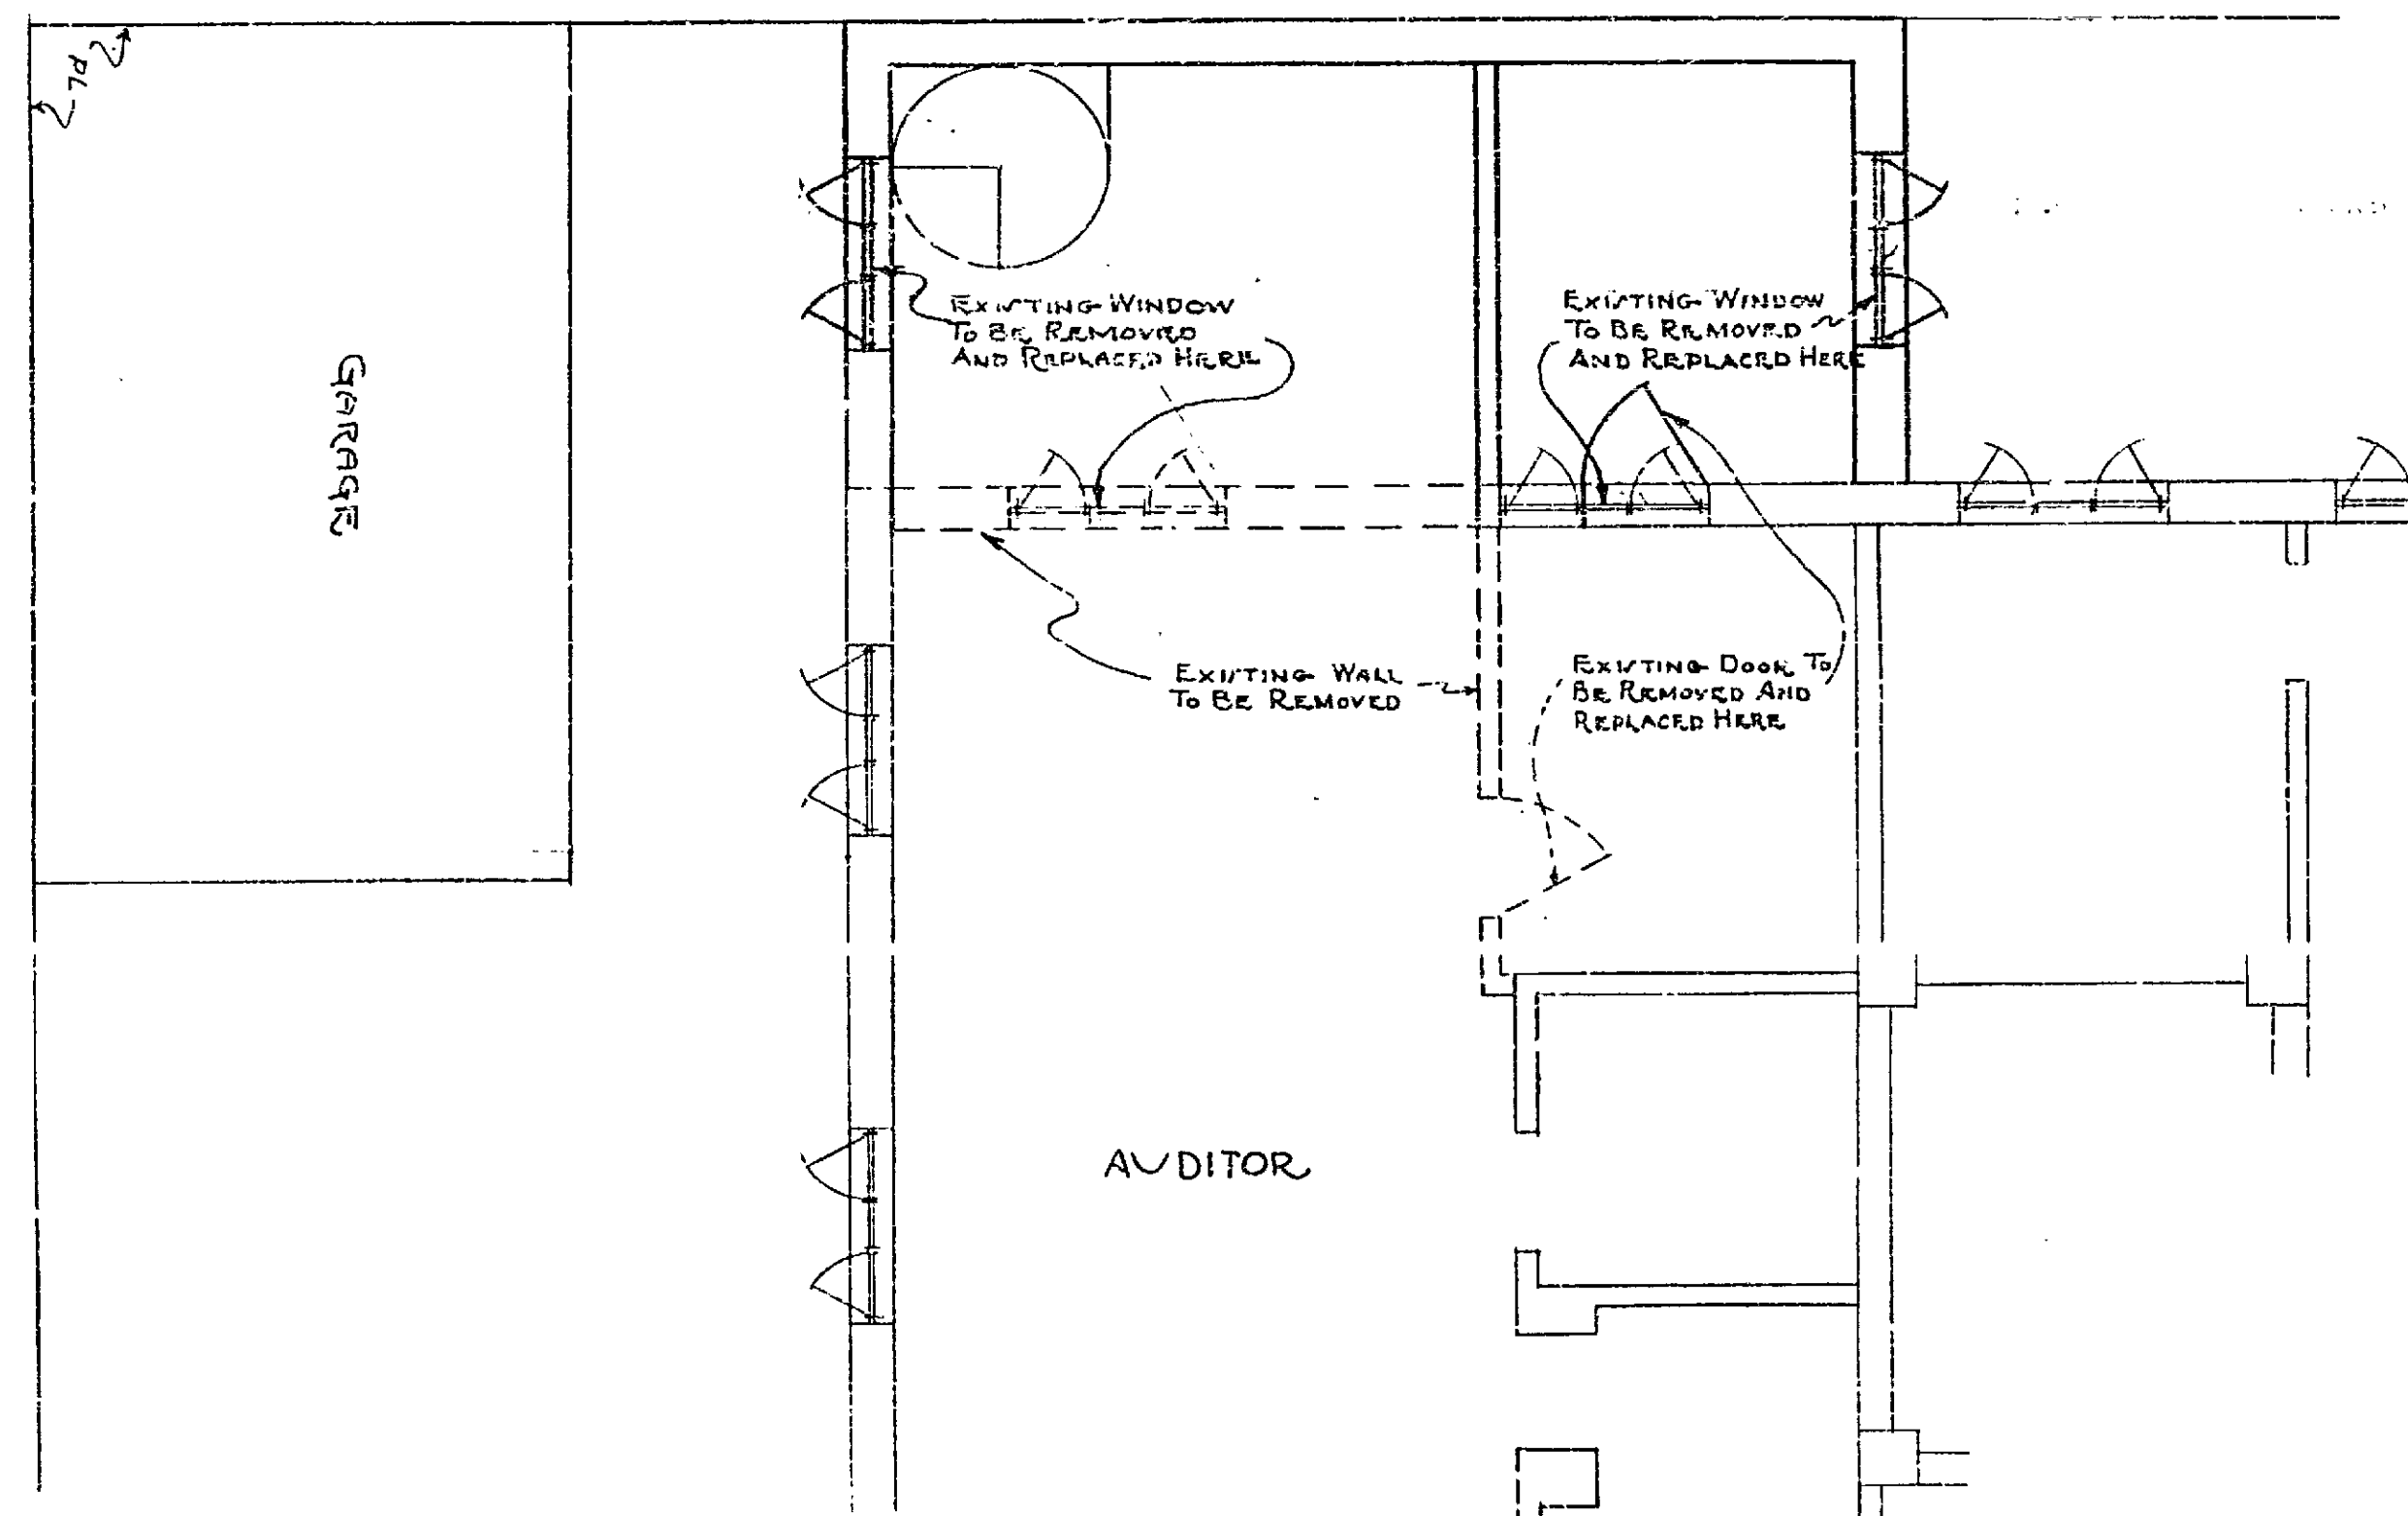 PL
GARAGE
EXISTING WINDOW
TO BE REMOVED
AND REPLACED HERE
EXISTING WINDOW
TO BE REMOVED
AND REPLACED HERE
EXISTING WALL
TO BE REMOVED
EXISTING DOOR TO
BE REMOVED AND
REPLACED HERE
AUDITOR